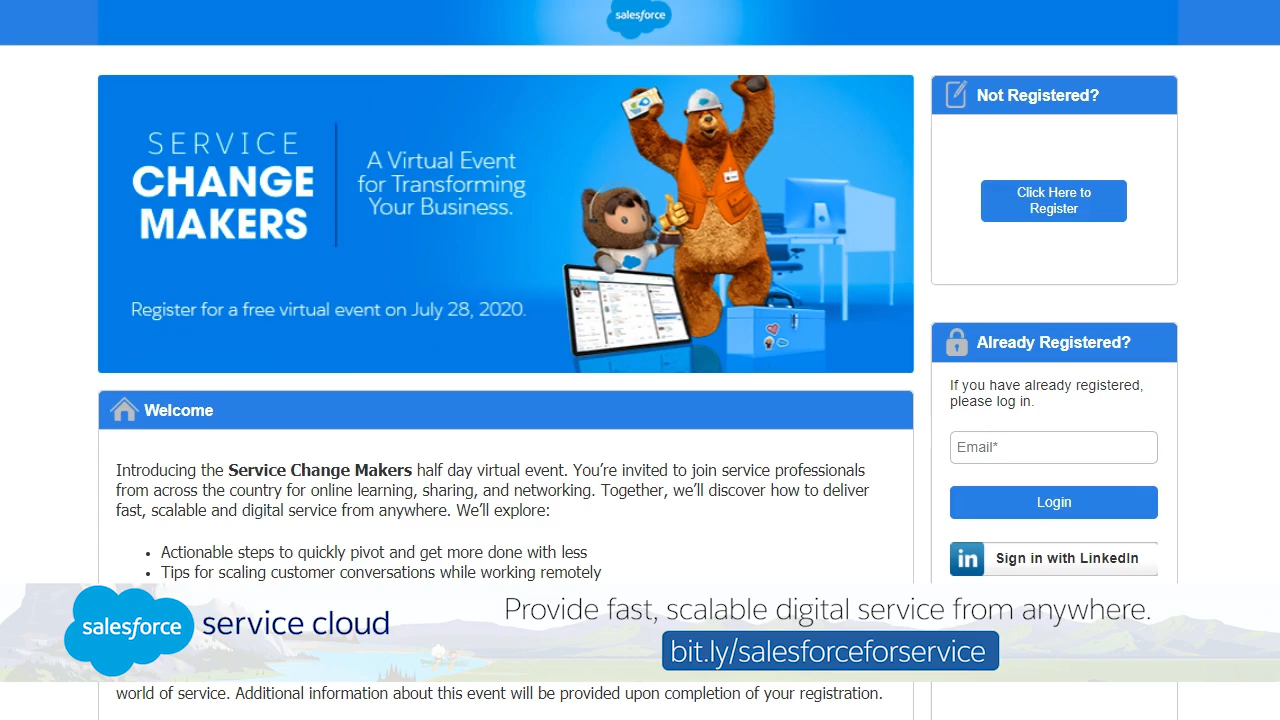 salesforce
SERVICE
CHANGE
MAKERS
A Virtual Event
for Transforming
Your Business.
Register for a free virtual event on July 28, 2020.
Not Registered?
Click Here to
Register
Already Registered?
If you have already registered,
please log in.
Email*
Login
in Sign in with LinkedIn
Welcome
Introducing the Service Change Makers half day virtual event. You’re invited to join service professionals
from across the country for online learning, sharing, and networking. Together, we’ll discover how to deliver
fast, scalable and digital service from anywhere. We’ll explore:
• Actionable steps to quickly pivot and get more done with less
• Tips for scaling customer conversations while working remotely
salesforce service cloud
Provide fast, scalable digital service from anywhere.
bit.ly/salesforceforservice
world of service. Additional information about this event will be provided upon completion of your registration.